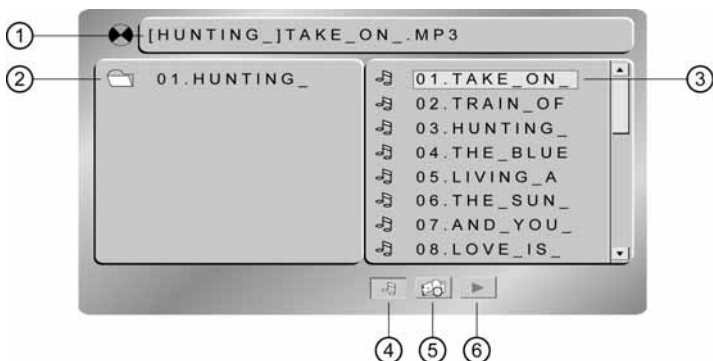 1
[HUNTING_]TAKE_ON_.MP3
2
01.HUNTING_
01.TAKE_ON_
3
02.TRAIN_OF
03.HUNTING_
04.THE_BLUE
05.LIVING_A
06.THE_SUN_
07.AND_YOU_
08.LOVE_IS_
4 5 6